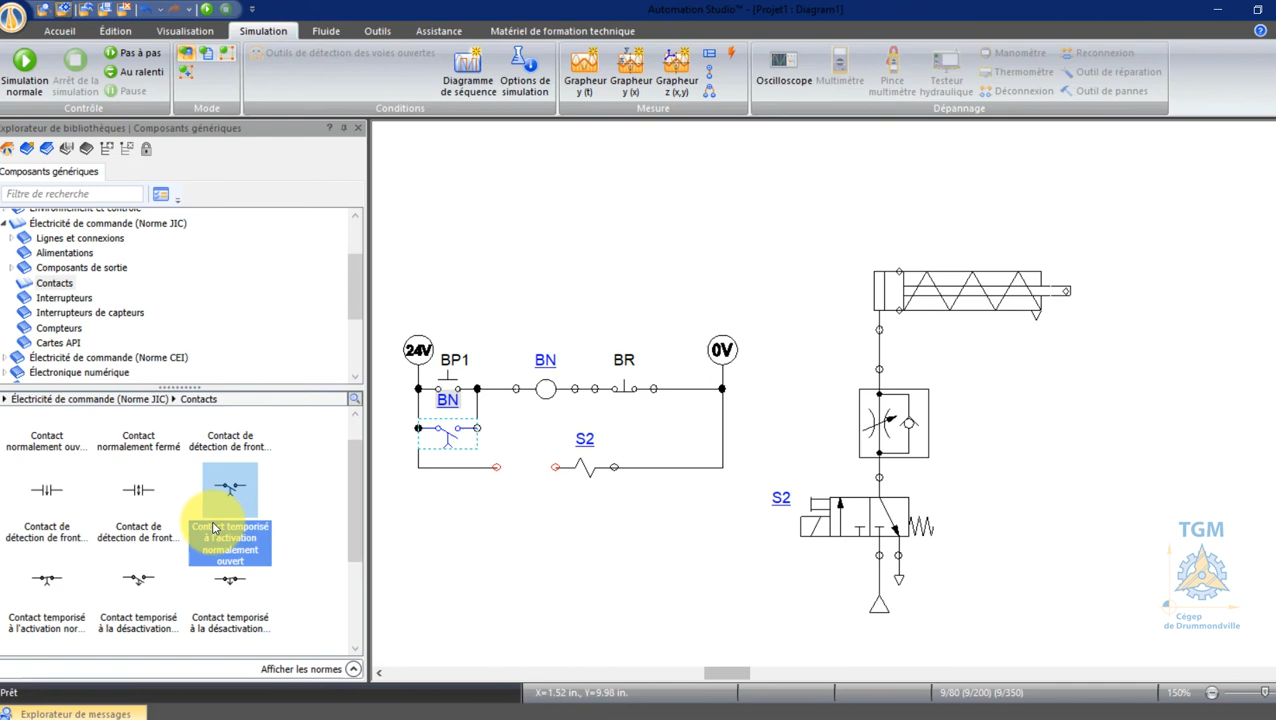 Automation Studio™ - [Projet1 : Diagram1]
Accueil Édition Visualisation Simulation Fluide Outils Assistance Matériel de formation technique
Simulation normale
Arrêt de la simulation
Pas à pas
Au ralenti
Pause
Outils de détection des voies ouvertes
Diagramme de séquence
Options de simulation
Grapheur y (t)
Grapheur y (x)
Grapheur z (x,y)
Oscilloscope
Multimètre
Pince multimètre
Testeur hydraulique
Manomètre
Thermomètre
Déconnexion
Reconnexion
Outil de réparation
Outil de pannes
Contrôle Mode Conditions Mesure Dépannage
Explorateur de bibliothèques | Composants génériques
Composants génériques
Filtre de recherche
Environnement et contrôle
Électricité de commande (Norme JIC)
Lignes et connexions
Alimentations
Composants de sortie
Contacts
Interrupteurs
Interrupteurs de capteurs
Compteurs
Cartes API
Électricité de commande (Norme CEI)
Électronique numérique
Électricité de commande (Norme JIC) Contacts
Contact normalement ouv...
Contact normalement fermé
Contact de détection de front...
Contact de détection de front...
Contact de détection de front...
Contact temporisé à l'activation normalement ouvert
Contact temporisé à l'activation nor...
Contact temporisé à la désactivation...
Contact temporisé à la désactivation...
Afficher les normes
24V
BP1
BN
BR
0V
BN
S2
S2
TGM
Cégep
de Drummondville
Prêt
X=1.52 in., Y=9.98 in.
9/80 (9/200) (9/350)
150%
Explorateur de messages